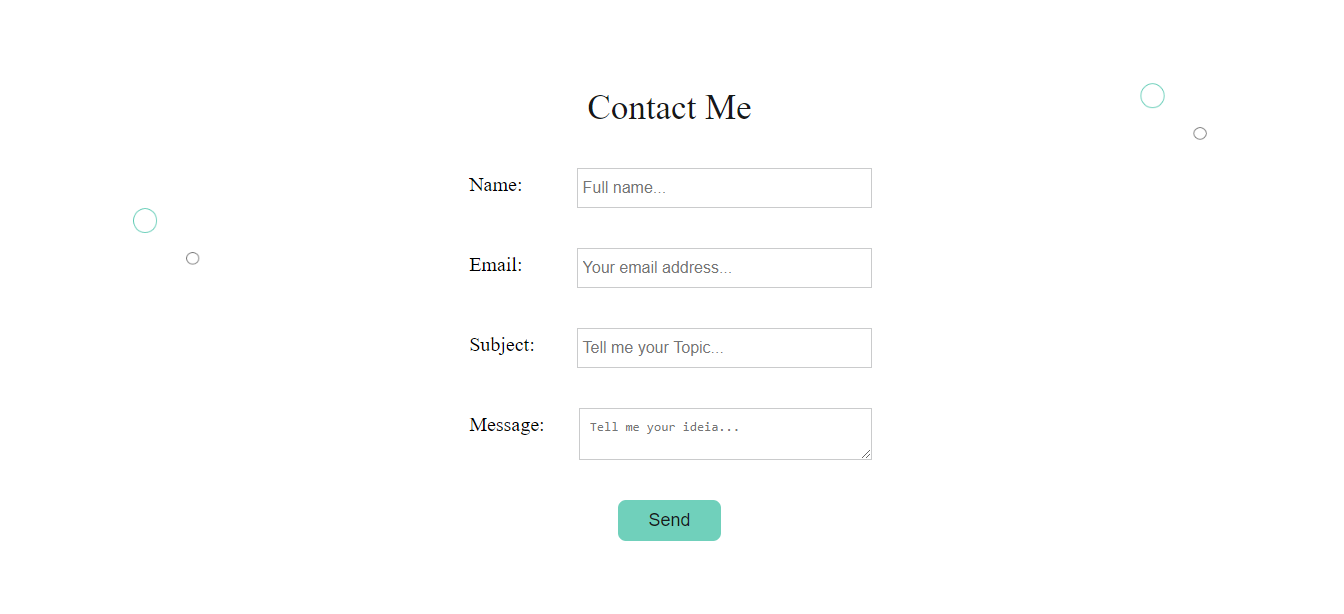 Contact Me
Name: Full name...
Email: Your email address...
Subject: Tell me your Topic...
Message: Tell me your ideia...
Send